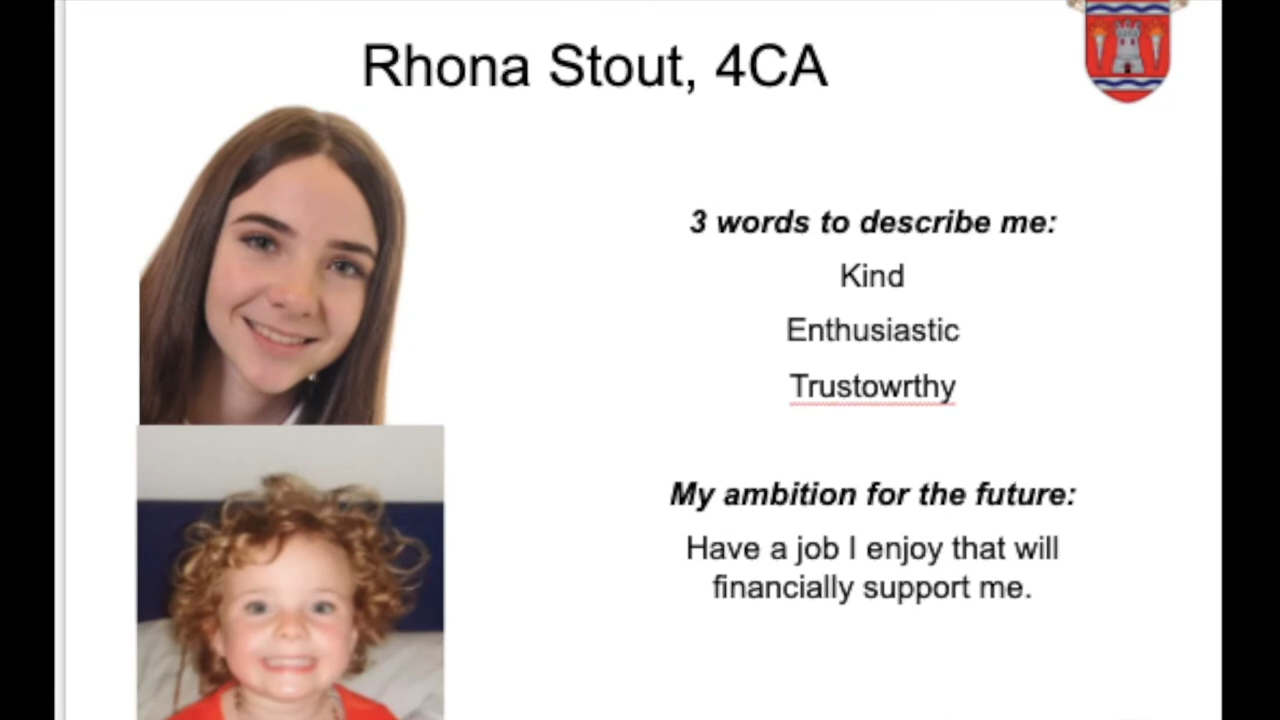 Rhona Stout, 4CA
3 words to describe me:
Kind
Enthusiastic
Trustowrthy
My ambition for the future:
Have a job I enjoy that will
financially support me.